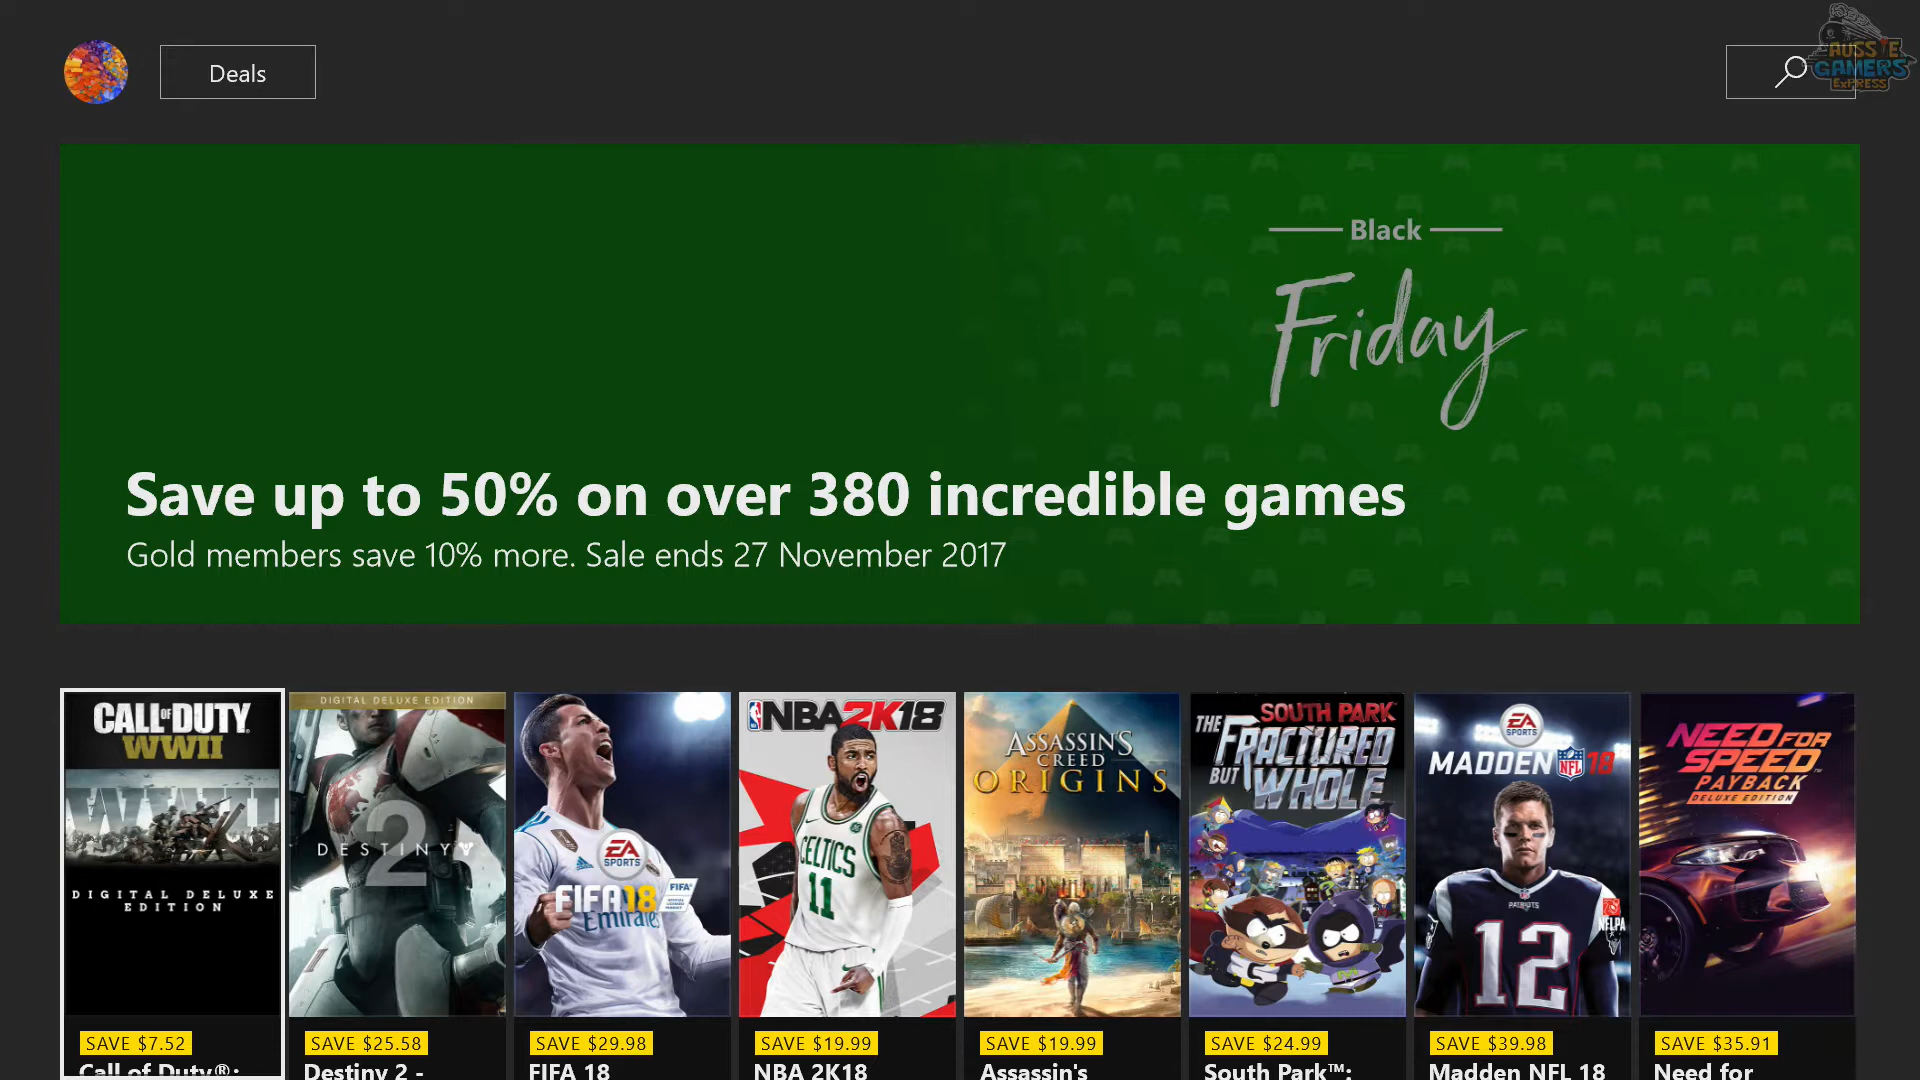 Deals
AUSSIE
GAMERS
ExPRESS
Black
Friday
Save up to 50% on over 380 incredible games
Gold members save 10% more. Sale ends 27 November 2017
CALL OF DUTY
WWII
DIGITAL DELUXE
EDITION
DIGITAL DELUXE EDITION
DESTINY
2
EA
SPORTS
FIFA 18
FIFA
Emirates
NBA2K18
CELTICS
11
ASSASSIN'S
CREED
ORIGINS
SOUTH PARK
THE FRACTURED
BUT WHOLE
EA
SPORTS
MADDEN NFL 18
PATRIOTS
NFLPA
12
NEED FOR
SPEED
PAYBACK
DELUXE EDITION
SAVE $7.52
Call of Duty®:
SAVE $25.58
Destiny 2 -
SAVE $29.98
FIFA 18
SAVE $19.99
NBA 2K18
SAVE $19.99
Assassin's
SAVE $24.99
South Park™:
SAVE $39.98
Madden NFL 18
SAVE $35.91
Need for